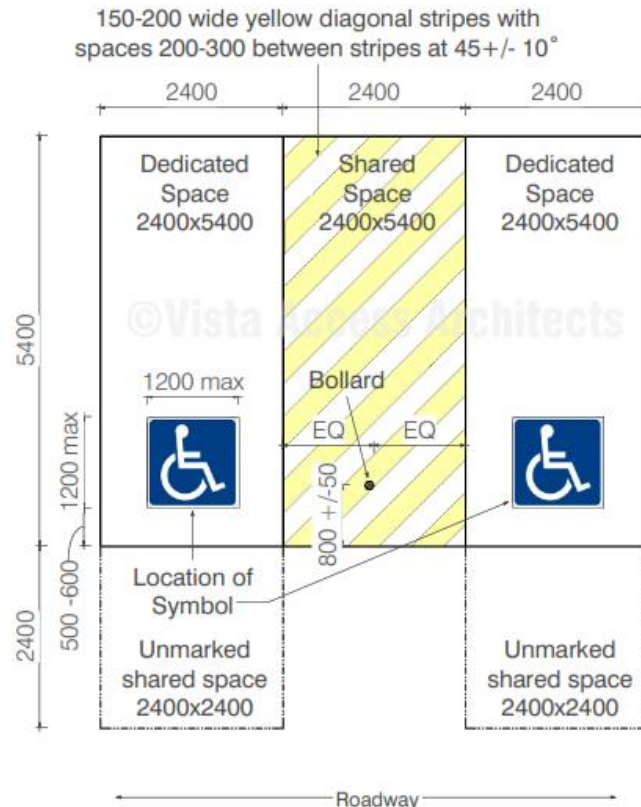 150-200 wide yellow diagonal stripes with
spaces 200-300 between stripes at 45+/- 10°
2400
2400
2400
Dedicated
Space
2400x5400
Shared
Space
2400x5400
Dedicated
Space
2400x5400
©Vista Access Architects
5400
1200 max
Bollard
EQ
EQ
1200 max
800 +/-50
500 -600
Location of
Symbol
2400
Unmarked
shared space
2400x2400
Unmarked
shared space
2400x2400
Roadway